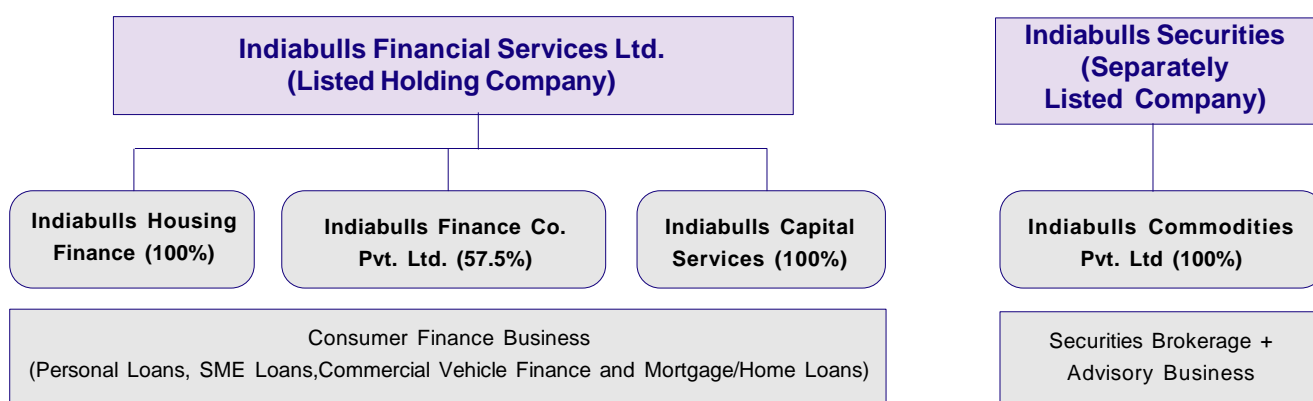 Indiabulls Financial Services Ltd.
(Listed Holding Company)
Indiabulls Securities
(Separately
Listed Company)
Indiabulls Housing
Finance (100%)
Indiabulls Finance Co.
Pvt. Ltd. (57.5%)
Indiabulls Capital
Services (100%)
Indiabulls Commodities
Pvt. Ltd (100%)
Consumer Finance Business
(Personal Loans, SME Loans,Commercial Vehicle Finance and Mortgage/Home Loans)
Securities Brokerage +
Advisory Business